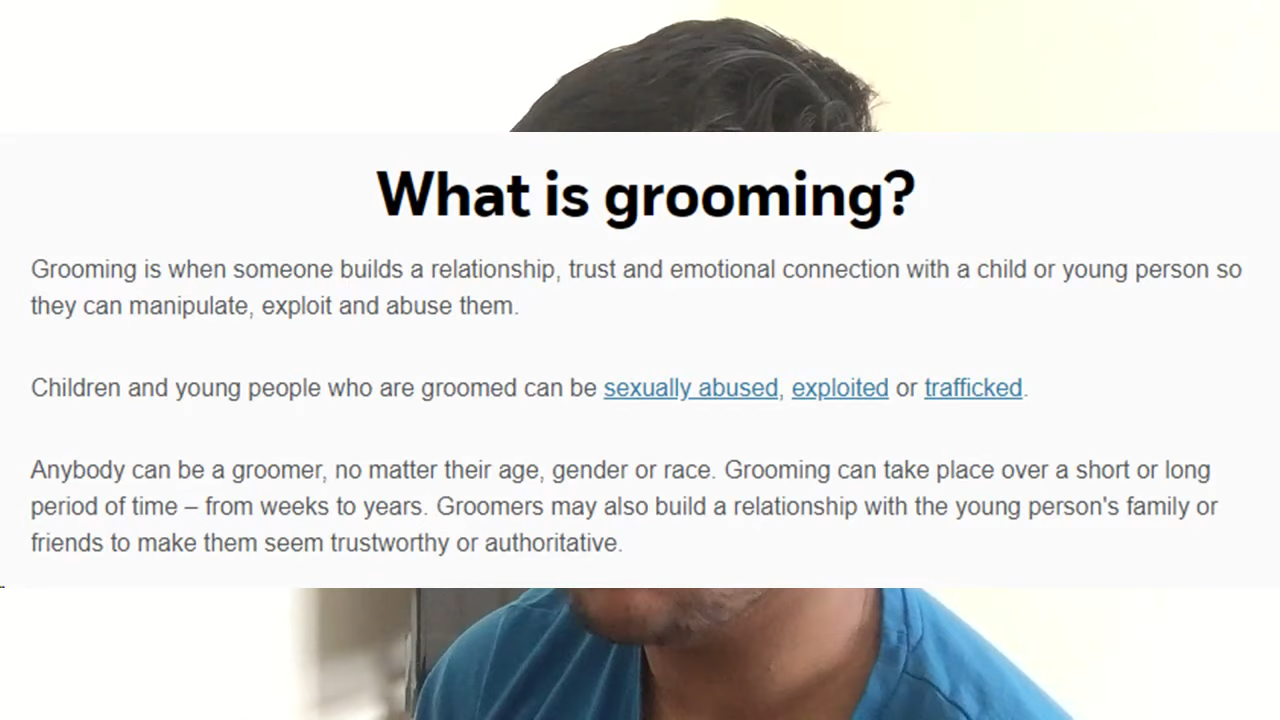 What is grooming?
Grooming is when someone builds a relationship, trust and emotional connection with a child or young person so
they can manipulate, exploit and abuse them.
Children and young people who are groomed can be sexually abused, exploited or trafficked.
Anybody can be a groomer, no matter their age, gender or race. Grooming can take place over a short or long
period of time – from weeks to years. Groomers may also build a relationship with the young person's family or
friends to make them seem trustworthy or authoritative.